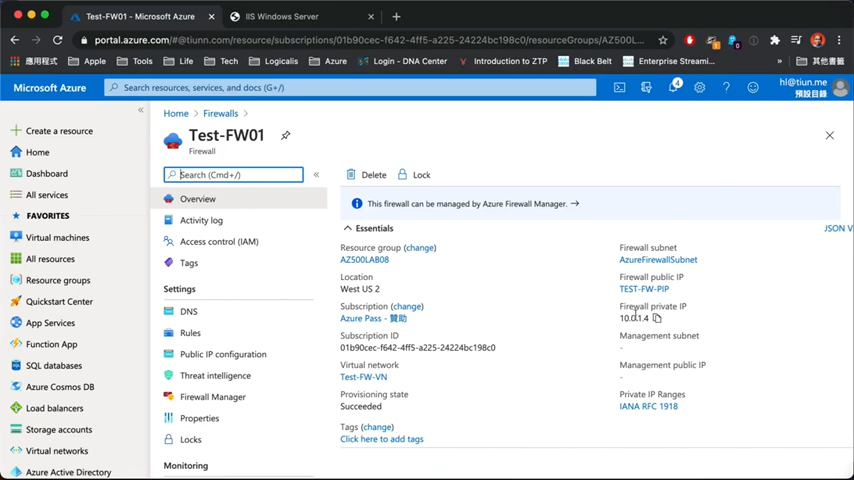 Test-FW01 - Microsoft Azure
IIS Windows Server
portal.azure.com/#@tiunn.com/resource/subscriptions/01b90cec-f642-4ff5-a225-24224bc198c0/resourceGroups/AZ500L...
應用程式
Apple
Tools
Life
Tech
Logicalis
Azure
Login - DNA Center
Introduction to ZTP
Black Belt
Enterprise Streami...
其他書籤
Microsoft Azure
Search resources, services, and docs (G+/)
4
hl@tiun.me
預設目錄
Create a resource
Home
Dashboard
All services
FAVORITES
Virtual machines
All resources
Resource groups
Quickstart Center
App Services
Function App
SQL databases
Azure Cosmos DB
Load balancers
Storage accounts
Virtual networks
Azure Active Directory
Home
Firewalls
Test-FW01
Firewall
Search (Cmd+/)
Overview
Activity log
Access control (IAM)
Tags
Settings
DNS
Rules
Public IP configuration
Threat intelligence
Firewall Manager
Properties
Locks
Monitoring
Delete
Lock
This firewall can be managed by Azure Firewall Manager.
Essentials
JSON V
Resource group (change)
AZ500LAB08
Location
West US 2
Subscription (change)
Azure Pass - 贊助
Subscription ID
01b90cec-f642-4ff5-a225-24224bc198c0
Virtual network
Test-FW-VN
Provisioning state
Succeeded
Tags (change)
Click here to add tags
Firewall subnet
AzureFirewallSubnet
Firewall public IP
TEST-FW-PIP
Firewall private IP
10.0.1.4
Management subnet
-
Management public IP
-
Private IP Ranges
IANA RFC 1918